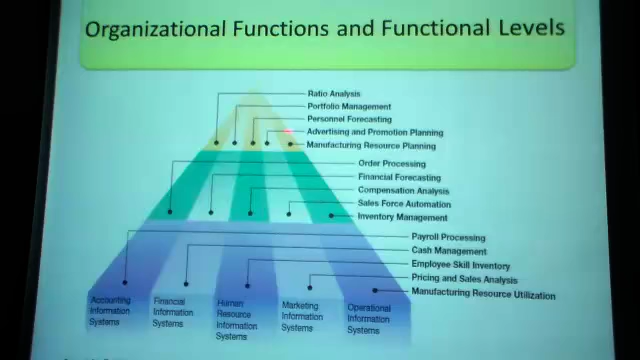 Organizational Functions and Functional Levels
Ratio Analysis
Portfolio Management
Personnel Forecasting
Advertising and Promotion Planning
Manufacturing Resource Planning
Order Processing
Financial Forecasting
Compensation Analysis
Sales Force Automation
Inventory Management
Payroll Processing
Cash Management
Employee Skill Inventory
Pricing and Sales Analysis
Manufacturing Resource Utilization
Accounting
Information
Systems
Financial
Information
Systems
Human
Resource
Information
Systems
Marketing
Information
Systems
Operational
Information
Systems